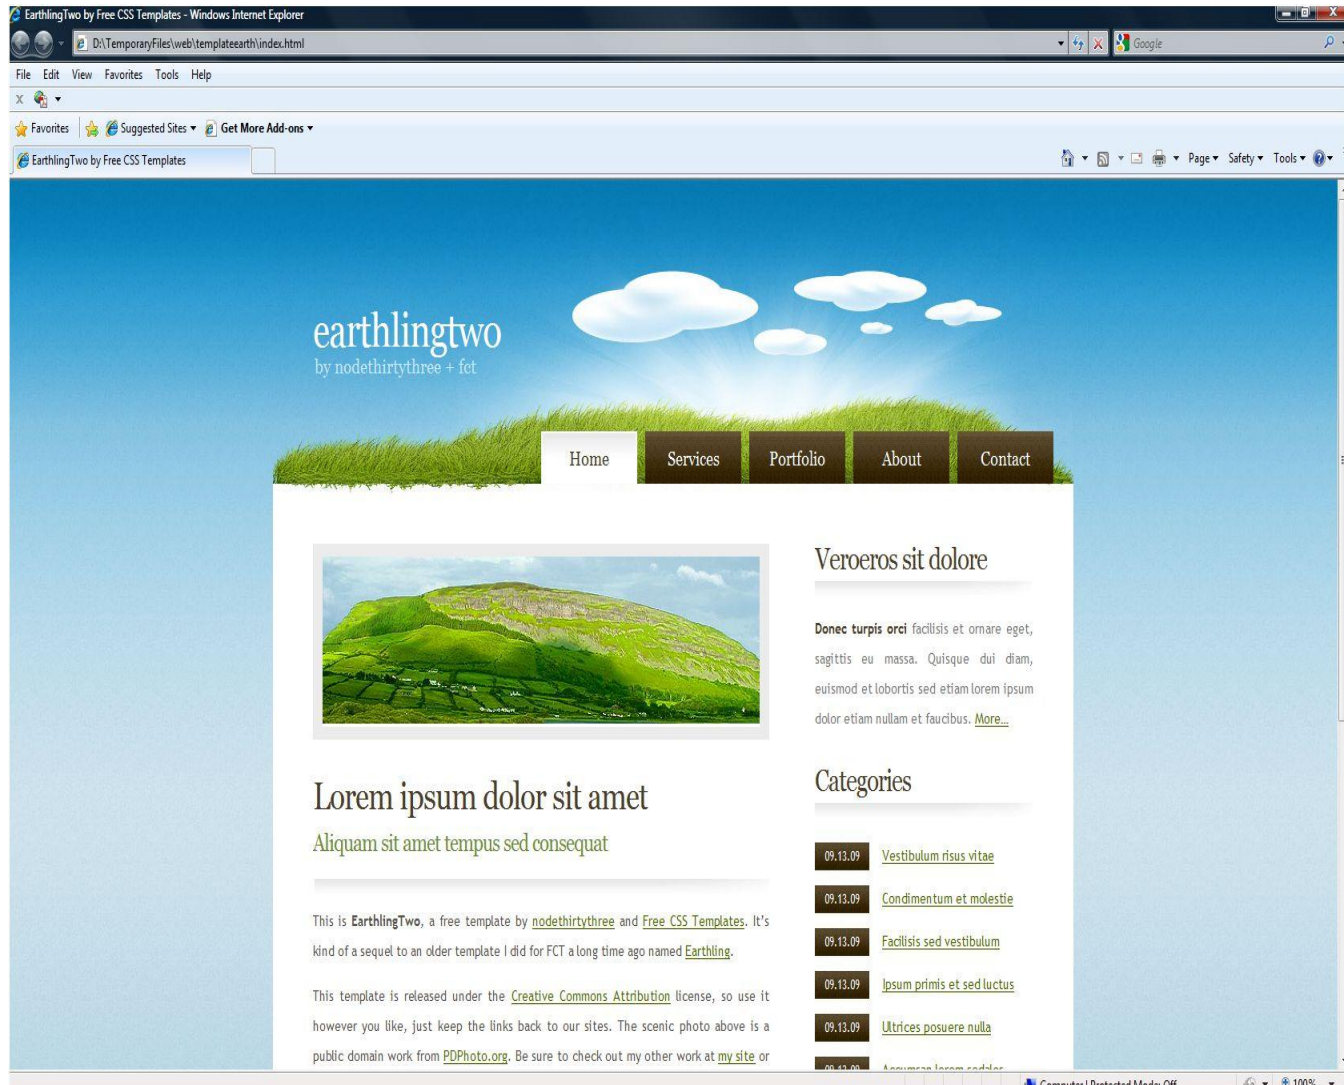 EarthlingTwo by Free CSS Templates - Windows Internet Explorer
D:\TemporaryFiles\web\templateearth\index.html
Google
File Edit View Favorites Tools Help
X
Favorites Suggested Sites Get More Add-ons
EarthlingTwo by Free CSS Templates
Page Safety Tools
earthlingtwo
by nodethirtythree + fct
Home Services Portfolio About Contact
Lorem ipsum dolor sit amet
Aliquam sit amet tempus sed consequat
This is EarthlingTwo, a free template by nodethirtythree and Free CSS Templates. It's
kind of a sequel to an older template I did for FCT a long time ago named Earthling.
This template is released under the Creative Commons Attribution license, so use it
however you like, just keep the links back to our sites. The scenic photo above is a
public domain work from PDPhoto.org. Be sure to check out my other work at my site or
Veroeros sit dolore
Donec turpis orci facilisis et ornare eget,
sagittis eu massa. Quisque dui diam,
euismod et lobortis sed etiam lorem ipsum
dolor etiam nullam et faucibus. More...
Categories
09.13.09 Vestibulum risus vitae
09.13.09 Condimentum et molestie
09.13.09 Facilisis sed vestibulum
09.13.09 Ipsum primis et sed luctus
09.13.09 Ultrices posuere nulla
09.13.09 Accumsan lorem sodales
Computer | Protected Mode: Off
100%